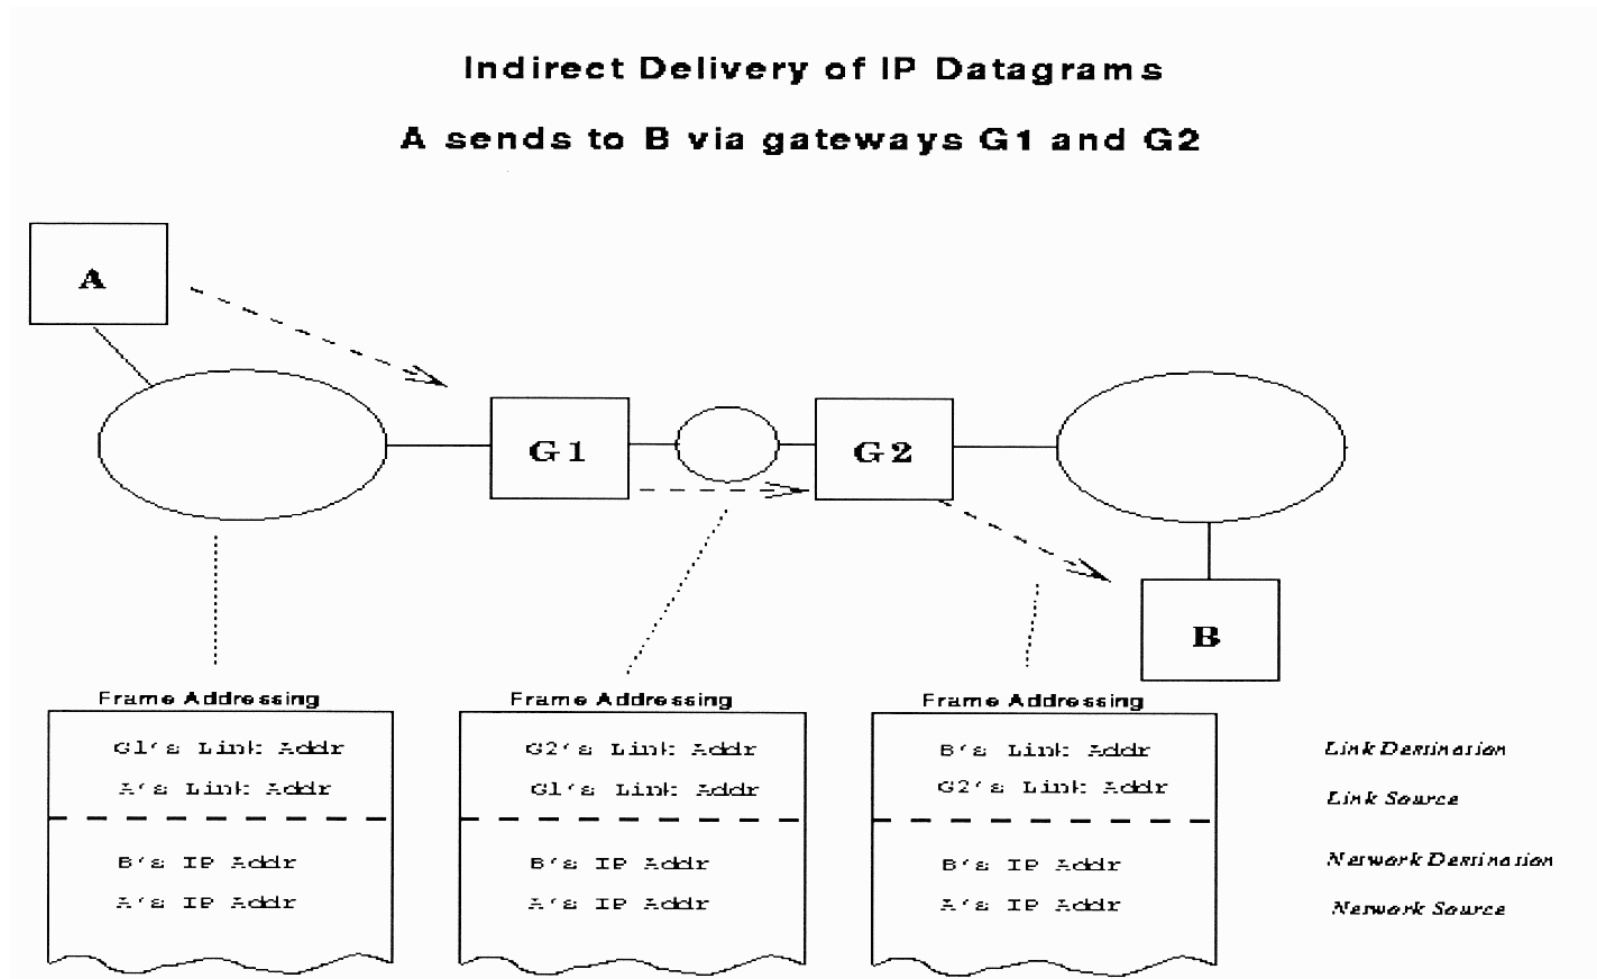 Indirect Delivery of IP Datagrams
A sends to B via gateways G1 and G2
A
G1
G2
B
Frame Addressing
G1's Link Addr
A's Link Addr
B's IP Addr
A's IP Addr
Frame Addressing
G2's Link Addr
G1's Link Addr
B's IP Addr
A's IP Addr
Frame Addressing
B's Link Addr
G2's Link Addr
B's IP Addr
A's IP Addr
Link Destination
Link Source
Network Destination
Network Source